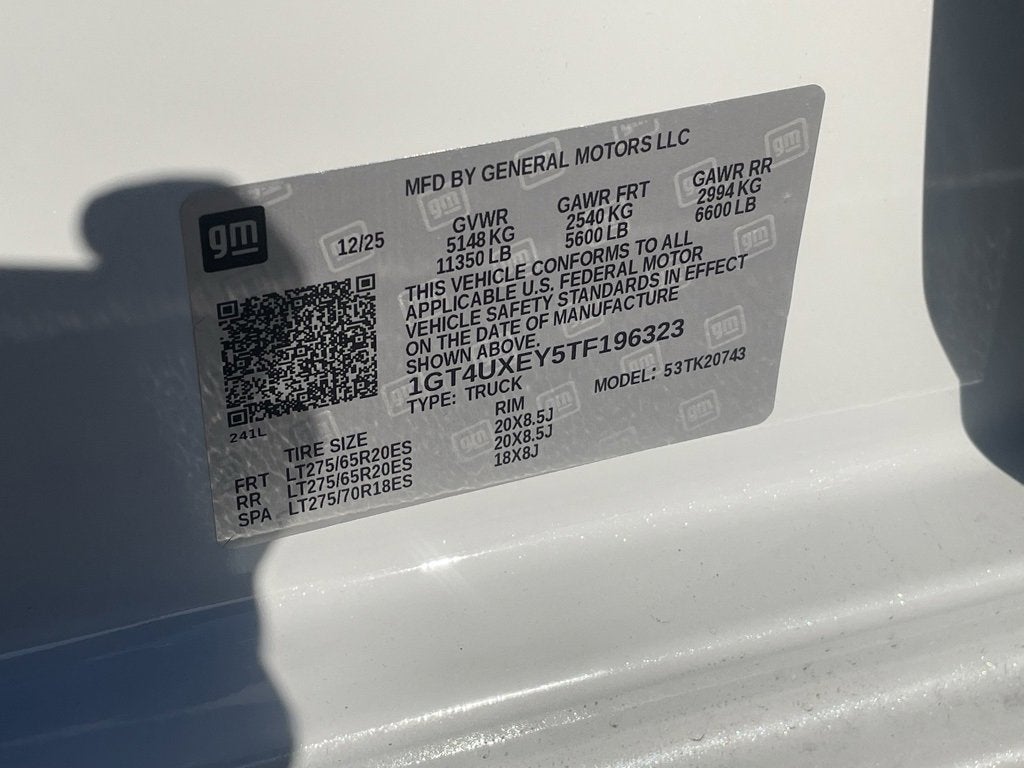 MFD BY GENERAL MOTORS LLC
gm
12/25
GVWR GAWR FRT GAWR RR
5148 KG 2540 KG 2994 KG
11350 LB 5600 LB 6600 LB
THIS VEHICLE CONFORMS TO ALL
APPLICABLE U.S. FEDERAL MOTOR
VEHICLE SAFETY STANDARDS IN EFFECT
ON THE DATE OF MANUFACTURE
SHOWN ABOVE.
1GT4UXEY5TF196323
TYPE: TRUCK MODEL: 53TK20743
241L
TIRE SIZE RIM
FRT LT275/65R20ES 20X8.5J
RR LT275/65R20ES 20X8.5J
SPA LT275/70R18ES 18X8J